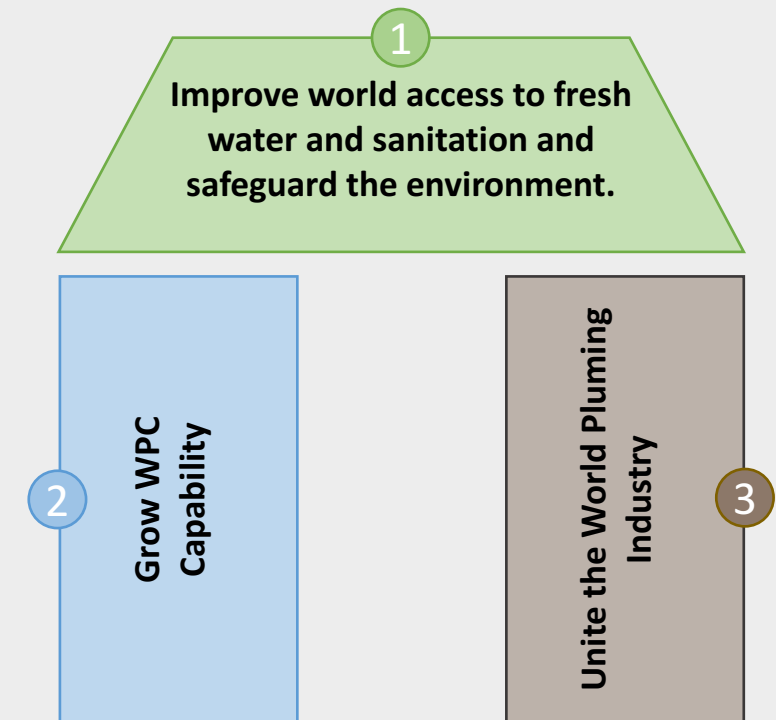 1
Improve world access to fresh
water and sanitation and
safeguard the environment.
2
Grow WPC
Capability
Unite the World Pluming
Industry
3